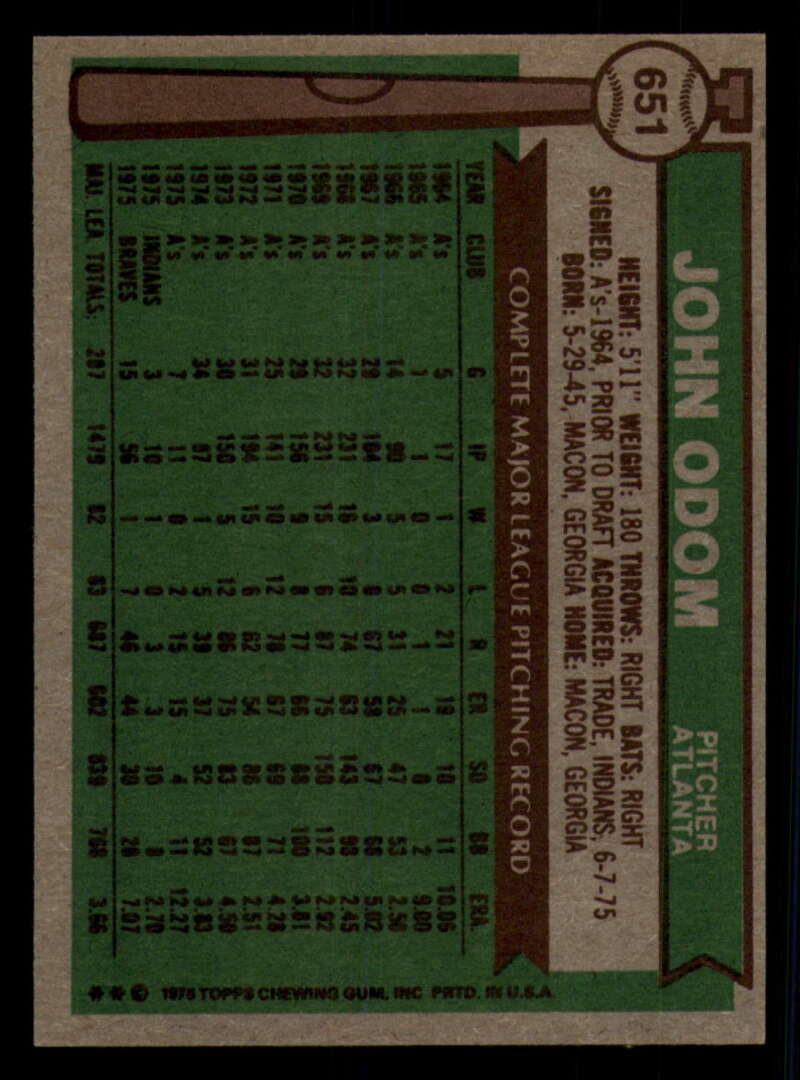 651
JOHN ODOM
PITCHER
ATLANTA
HEIGHT: 5'11" WEIGHT: 180 THROWS: RIGHT BATS: RIGHT
SIGNED: A's-1964, PRIOR TO DRAFT ACQUIRED: TRADE, INDIANS, 6-7-75
BORN: 5-29-45, MACON, GEORGIA HOME: MACON, GEORGIA
COMPLETE MAJOR LEAGUE PITCHING RECORD
YEAR CLUB G IP W L R ER SO BB ERA
1964 A's 5 17 1 2 21 19 10 11 10.06
1965 A's 1 1 0 0 1 1 0 2 9.00
1966 A's 14 90 5 5 31 25 47 53 2.50
1967 A's 29 104 3 8 67 58 67 68 5.02
1968 A's 32 231 16 10 74 63 143 98 2.45
1969 A's 32 231 15 6 87 75 150 112 2.92
1970 A's 29 156 9 8 77 66 88 100 3.81
1971 A's 25 141 10 12 78 67 69 71 4.28
1972 A's 31 194 15 6 62 54 86 87 2.51
1973 A's 30 150 5 12 86 75 83 67 4.50
1974 A's 34 87 1 5 39 37 52 52 3.83
1975 A's 7 11 0 2 15 15 4 11 12.27
1975 INDIANS 3 10 1 0 3 3 10 8 2.70
1975 BRAVES 15 56 1 7 46 44 30 28 7.07
MAJ. LEA. TOTALS: 287 1479 82 83 687 602 839 768 3.66
** © 1976 TOPPS CHEWING GUM, INC PRTD. IN U.S.A.